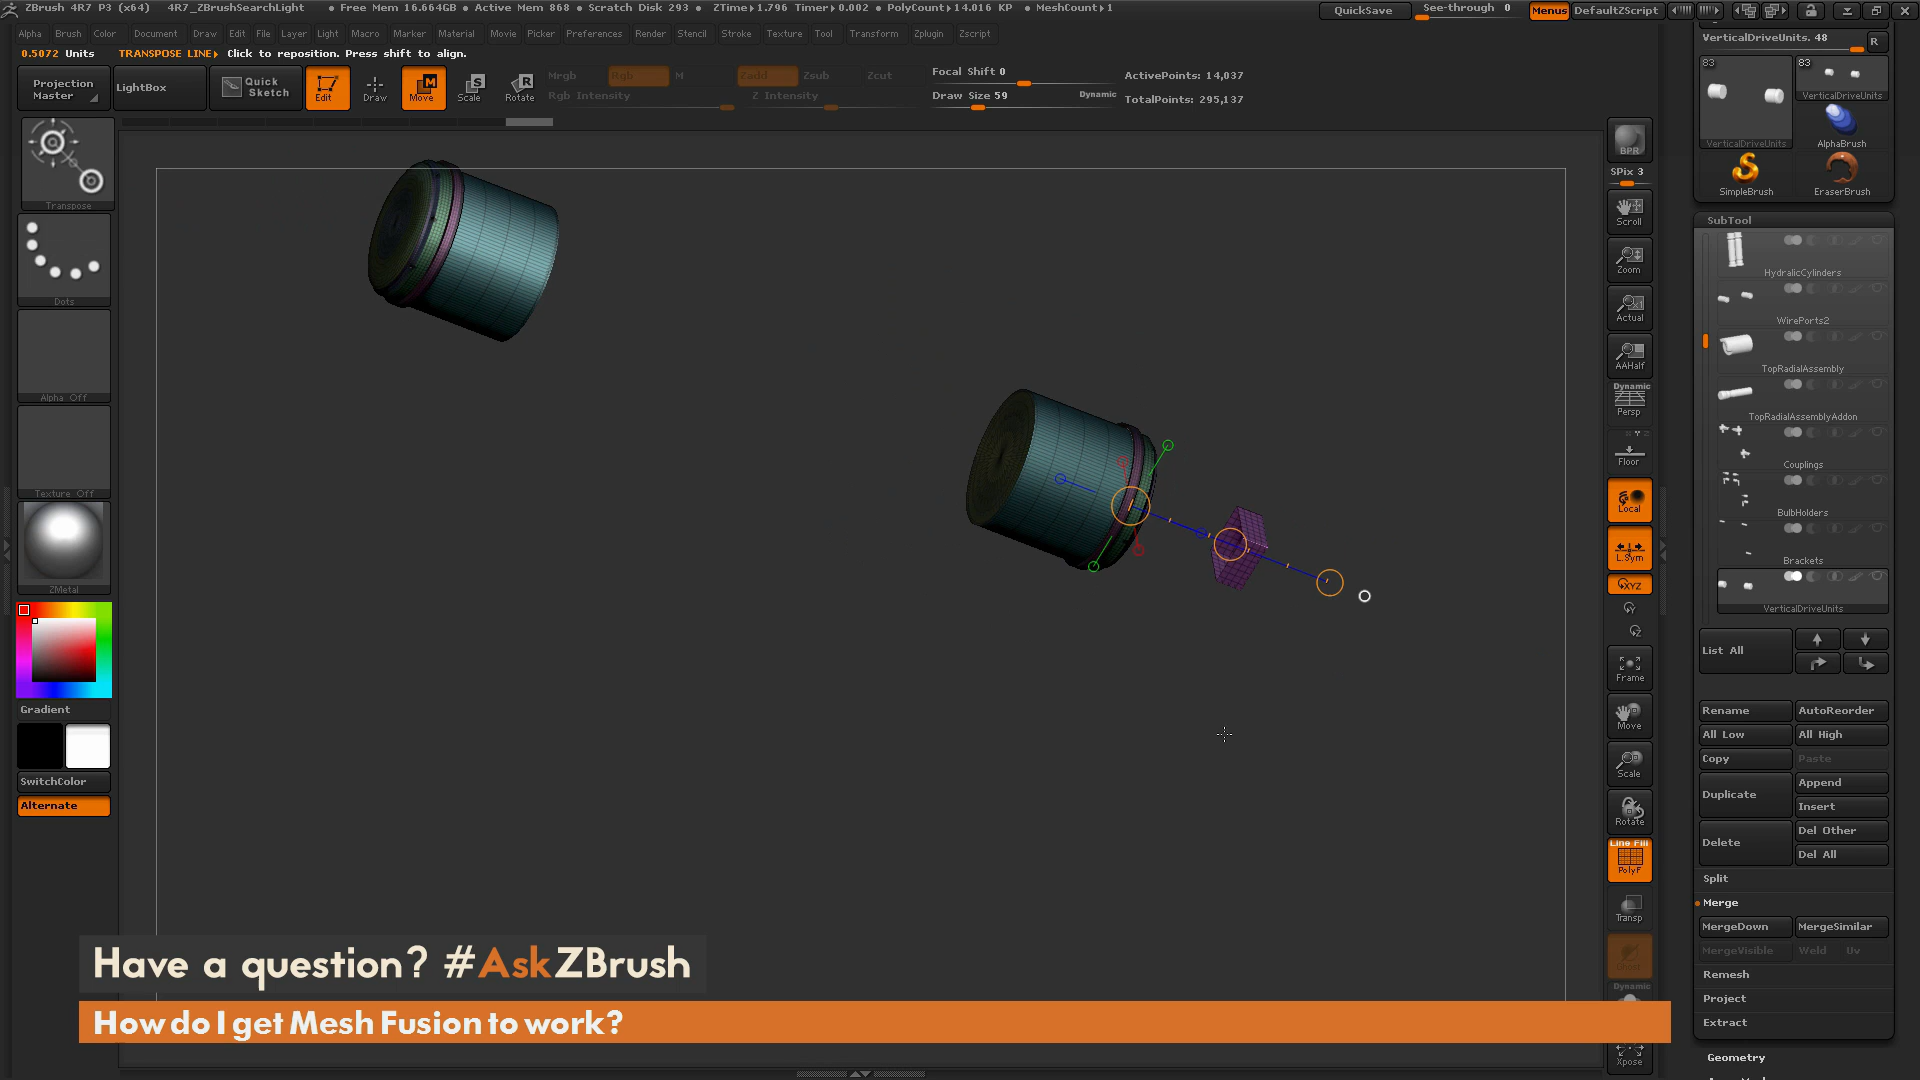 ZBrush 4R7 P3 (x64) 4R7_ZBrushSearchLight • Free Mem 16.664GB • Active Mem 868 • Scratch Disk 293 • ZTime▸1.796 Timer▸0.002 • PolyCount▸14.016 KP • MeshCount▸1 QuickSave See-through 0 Menus DefaultZScript
Alpha Brush Color Document Draw Edit File Layer Light Macro Marker Material Movie Picker Preferences Render Stencil Stroke Texture Tool Transform Zplugin Zscript
0.5072 Units TRANSPOSE LINE▸ Click to reposition. Press shift to align.
Projection Master
LightBox
Quick Sketch
Edit
Draw
Move
Scale
Rotate
Mrgb Rgb M Zadd Zsub Zcut
Rgb Intensity Z Intensity
Focal Shift 0
Draw Size 59 Dynamic
ActivePoints: 14,037
TotalPoints: 295,137
Transpose
Dots
Alpha Off
Texture Off
ZMetal
Gradient
SwitchColor
Alternate
BPR
SPix 3
Scroll
Zoom
Actual
AAHalf
Dynamic
Persp
Floor
Local
L.Sym
XYZ
Frame
Move
Scale
Rotate
Line Fill
PolyF
Transp
Ghost
Dynamic
Xpose
VerticalDriveUnits. 48 R
83 83
VerticalDriveUnits
VerticalDriveUnits
AlphaBrush
SimpleBrush EraserBrush
SubTool
HydralicCylinders
WirePorts2
TopRadialAssembly
TopRadialAssemblyAddon
Couplings
BulbHolders
Brackets
VerticalDriveUnits
List All
Rename AutoReorder
All Low All High
Copy Paste
Duplicate Append
Insert
Delete Del Other
Del All
Split
Merge
MergeDown MergeSimilar
MergeVisible Weld Uv
Remesh
Project
Extract
Geometry
Have a question? #AskZBrush
How do I get Mesh Fusion to work?